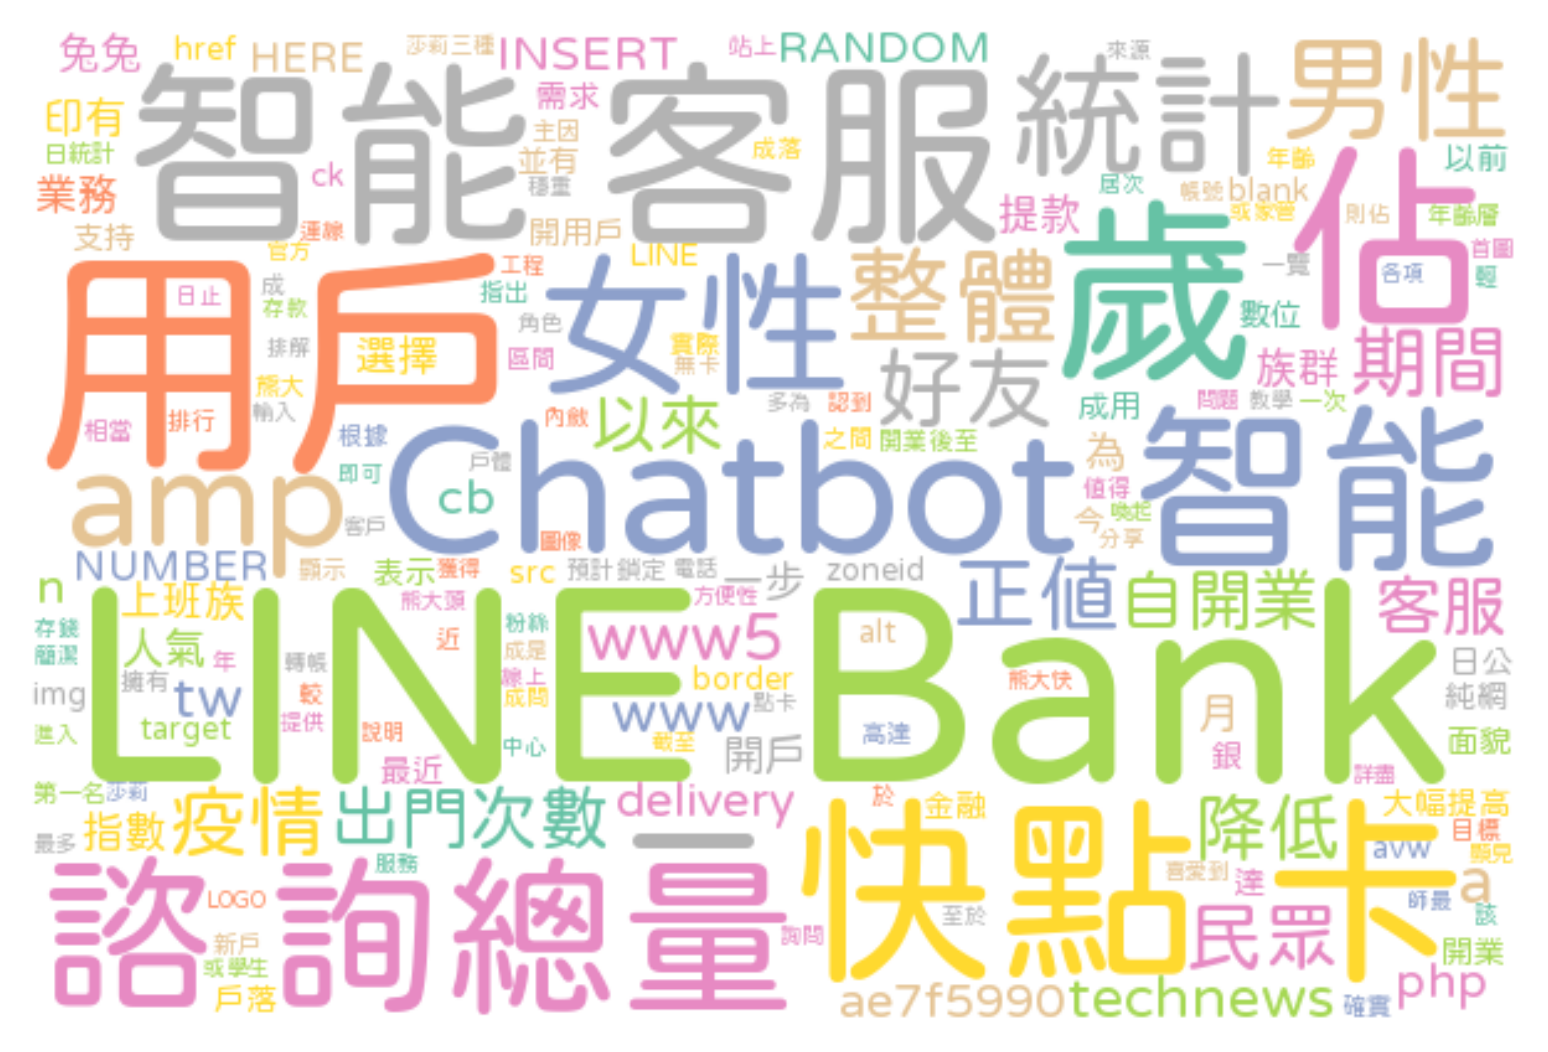 兔兔 href HERE 莎莉三種 INSERT 站上 RANDOM 來源 男性
智能客服 統計
印有 需求 主因 成落 年齡 以前
日統計 ck 並有 穩重 居次 帳號 blank
業務 支持 連線 開用戶 提款 或家管 則佔 年齡層
官方 LINE 歲 佔 首圖
用戶 日止 成 工程 女性 整體 一覽 各項 輕
存款 指出 數位
排解 選擇 角色 區間 實際 無卡 好友 族群 期間
熊大 輸入 多為 認到 成用 問題 教學 一次
相當 排行 根據 內斂 以來 之間 開業後至
amp 即可 戶體 Chatbot 為 智能
cb 值得 喚起
客戶 圖像 今 分享
NUMBER 顯示 表示 獲得 src 預計 鎖定 電話 一步 zoneid 正值 自開業 客服
n 上班族 熊大頭 方便性
LINE Bank
存錢 人氣 近 粉絲 www5 alt
簡潔 年 轉帳 成是 日公
img 擁有 tw 較 線上 border 熊大快 純網
成問 www 點卡 月
進入 target 提供 說明 中心 截至 開戶 高達 銀 面貌
最近 詳盡
第一名 莎莉 疫情 出門次數 delivery 於 金融 降低 大幅提高
最多 指數 目標
服務 一 快點卡 avw 顯見
諮詢總量 喜愛到 達 a
LOGO 至於 師最 該
新戶 詢問 民眾 開業
或學生
戶落 ae7f5990 technews 確實 php